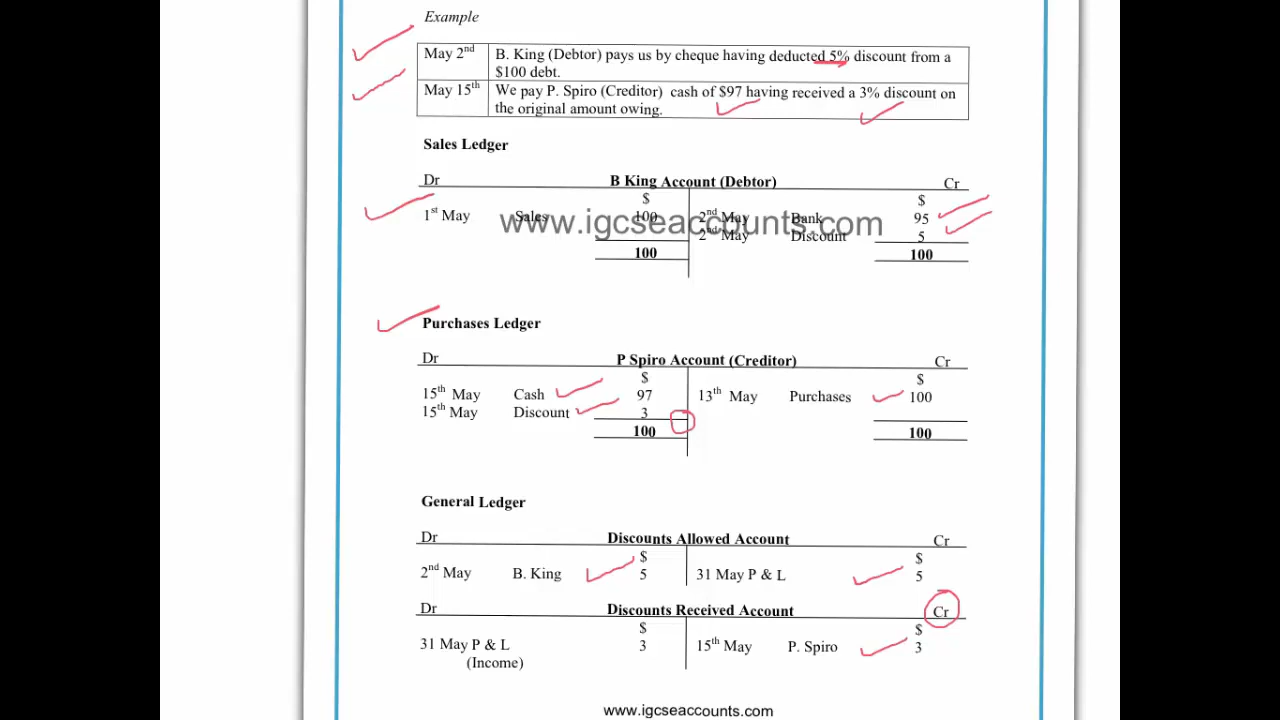 Example
May 2nd B. King (Debtor) pays us by cheque having deducted 5% discount from a
$100 debt.
May 15th We pay P. Spiro (Creditor) cash of $97 having received a 3% discount on
the original amount owing.
Sales Ledger
Dr B King Account (Debtor) Cr
$ $
1st May Sales 100 2nd May Bank 95
2nd May Discount 5
100 100
www.igcseaccounts.com
Purchases Ledger
Dr P Spiro Account (Creditor) Cr
$ $
15th May Cash 97 13th May Purchases 100
15th May Discount 3
100 100
General Ledger
Dr Discounts Allowed Account Cr
$ $
2nd May B. King 5 31 May P & L 5
Dr Discounts Received Account Cr
$ $
31 May P & L 3 15th May P. Spiro 3
(Income)
www.igcseaccounts.com